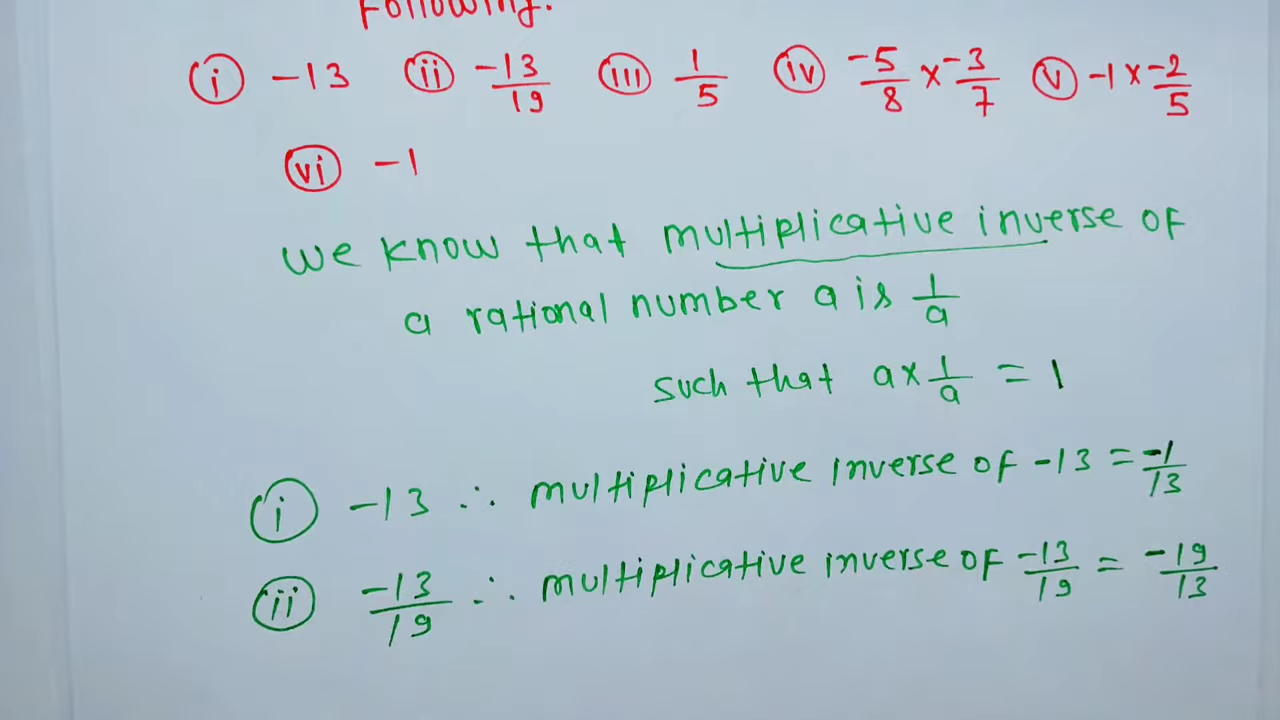 Following.
(i) -13 (ii) -13/19 (iii) 1/5 (iv) -5/8 × -3/7 (v) -1 × -2/5
(vi) -1
We know that multiplicative inverse of
a rational number a is 1/a
such that a × 1/a = 1
(i) -13 ∴ multiplicative inverse of -13 = -1/13
(ii) -13/19 ∴ multiplicative inverse of -13/19 = -19/13